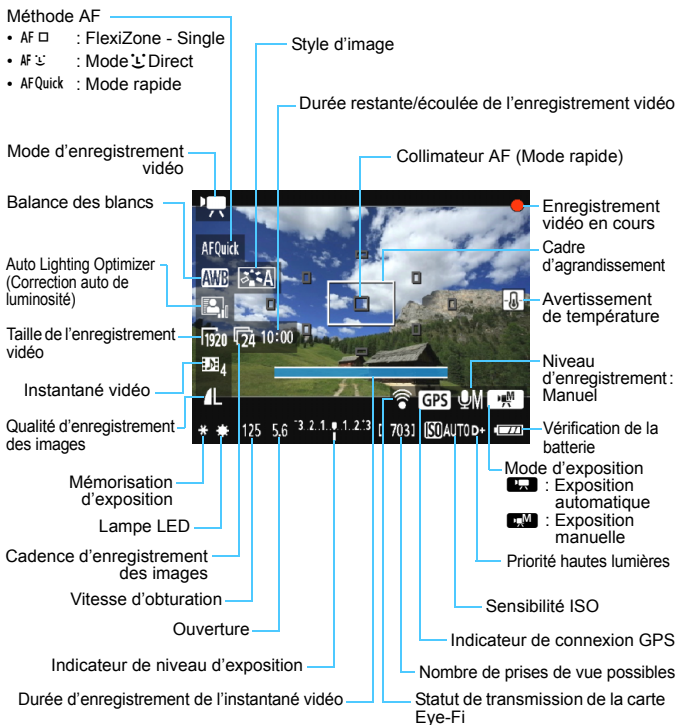 Méthode AF
• AF □ : FlexiZone - Single
• AF : Mode Direct
• AFQuick : Mode rapide
Style d'image
Durée restante/écoulée de l'enregistrement vidéo
Mode d'enregistrement
vidéo
Collimateur AF (Mode rapide)
Balance des blancs
Enregistrement
vidéo en cours
Auto Lighting Optimizer
(Correction auto de
luminosité)
Cadre
d'agrandissement
Avertissement
de température
Taille de l'enregistrement
vidéo
Instantané vidéo
Niveau
d'enregistrement :
Manuel
Qualité d'enregistrement
des images
Vérification de la
batterie
AFQuick
AWB A
1920 24 10:00
4
L GPS M M
125 5.6 -3..2..1..0..1..2.:3 [ 703] ISO AUTO D+
Mémorisation
d'exposition
Mode d'exposition
: Exposition
automatique
M : Exposition
manuelle
Lampe LED
Cadence d'enregistrement
des images
Priorité hautes lumières
Vitesse d'obturation
Sensibilité ISO
Ouverture
Indicateur de connexion GPS
Indicateur de niveau d'exposition
Nombre de prises de vue possibles
Durée d'enregistrement de l'instantané vidéo
Statut de transmission de la carte
Eye-Fi